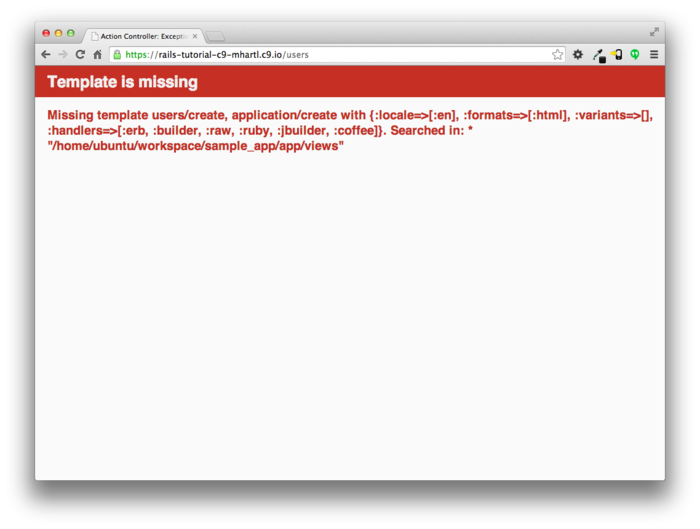 Action Controller: Excepti
https://rails-tutorial-c9-mhartl.c9.io/users
Template is missing
Missing template users/create, application/create with {:locale=>[:en], :formats=>[:html], :variants=>[],
:handlers=>[:erb, :builder, :raw, :ruby, :jbuilder, :coffee]}. Searched in: *
"/home/ubuntu/workspace/sample_app/app/views"